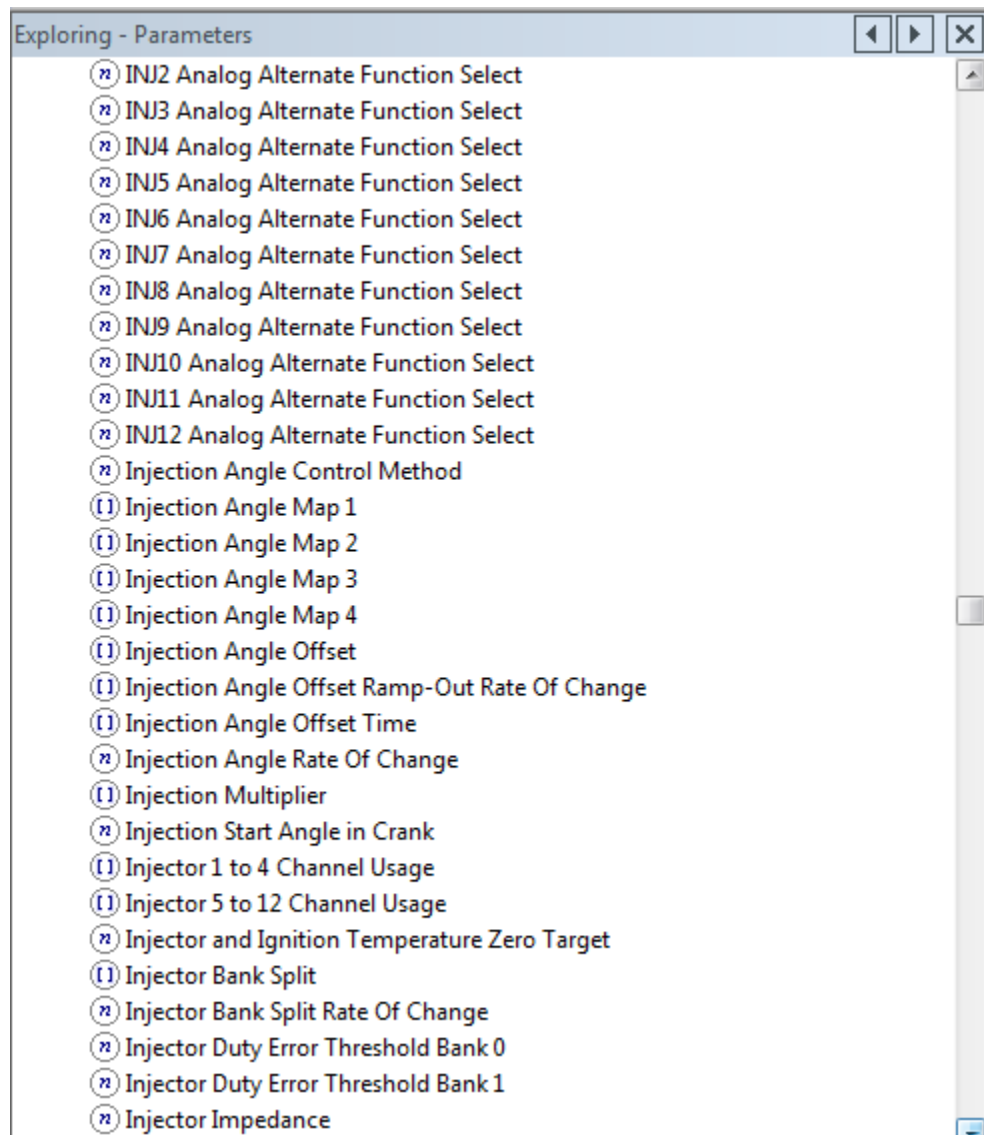 Exploring - Parameters
n INJ2 Analog Alternate Function Select
n INJ3 Analog Alternate Function Select
n INJ4 Analog Alternate Function Select
n INJ5 Analog Alternate Function Select
n INJ6 Analog Alternate Function Select
n INJ7 Analog Alternate Function Select
n INJ8 Analog Alternate Function Select
n INJ9 Analog Alternate Function Select
n INJ10 Analog Alternate Function Select
n INJ11 Analog Alternate Function Select
n INJ12 Analog Alternate Function Select
n Injection Angle Control Method
[] Injection Angle Map 1
[] Injection Angle Map 2
[] Injection Angle Map 3
[] Injection Angle Map 4
[] Injection Angle Offset
[] Injection Angle Offset Ramp-Out Rate Of Change
[] Injection Angle Offset Time
n Injection Angle Rate Of Change
[] Injection Multiplier
n Injection Start Angle in Crank
[] Injector 1 to 4 Channel Usage
[] Injector 5 to 12 Channel Usage
n Injector and Ignition Temperature Zero Target
[] Injector Bank Split
n Injector Bank Split Rate Of Change
n Injector Duty Error Threshold Bank 0
n Injector Duty Error Threshold Bank 1
n Injector Impedance